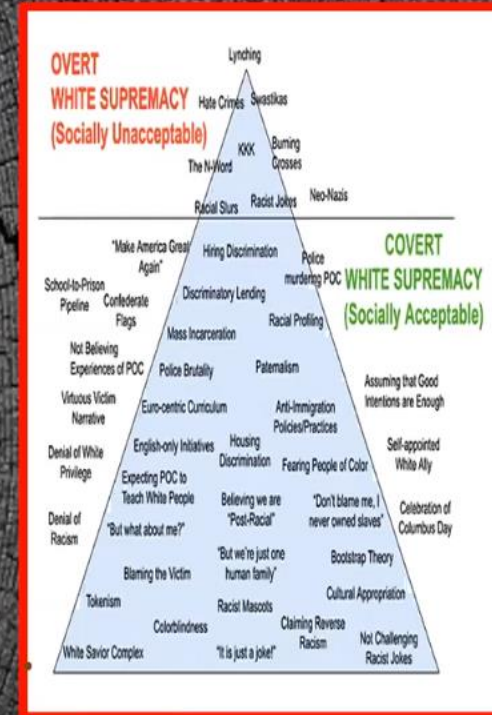 Lynching
OVERT
WHITE SUPREMACY
(Socially Unacceptable)
Hate Crimes
Swastikas
KKK
Burning
Crosses
The N-Word
Racial Slurs
Racist Jokes
Neo-Nazis
"Make America Great
Again"
Hiring Discrimination
Police
murdering POC
COVERT
WHITE SUPREMACY
(Socially Acceptable)
School-to-Prison
Pipeline
Confederate
Flags
Discriminatory Lending
Racial Profiling
Mass Incarceration
Not Believing
Experiences of POC
Police Brutality
Paternalism
Assuming that Good
Intentions are Enough
Virtuous Victim
Narrative
Euro-centric Curriculum
Anti-Immigration
Policies/Practices
Denial of White
Privilege
English-only Initiatives
Housing
Discrimination
Fearing People of Color
Self-appointed
White Ally
Expecting POC to
Teach White People
Believing we are
"Post-Racial"
"Don't blame me, I
never owned slaves"
Celebration of
Columbus Day
Denial of
Racism
"But what about me?"
"But we're just one
human family"
Bootstrap Theory
Blaming the Victim
Cultural Appropriation
Tokenism
Racist Mascots
Colorblindness
Claiming Reverse
Racism
White Savior Complex
"It is just a joke!"
Not Challenging
Racist Jokes